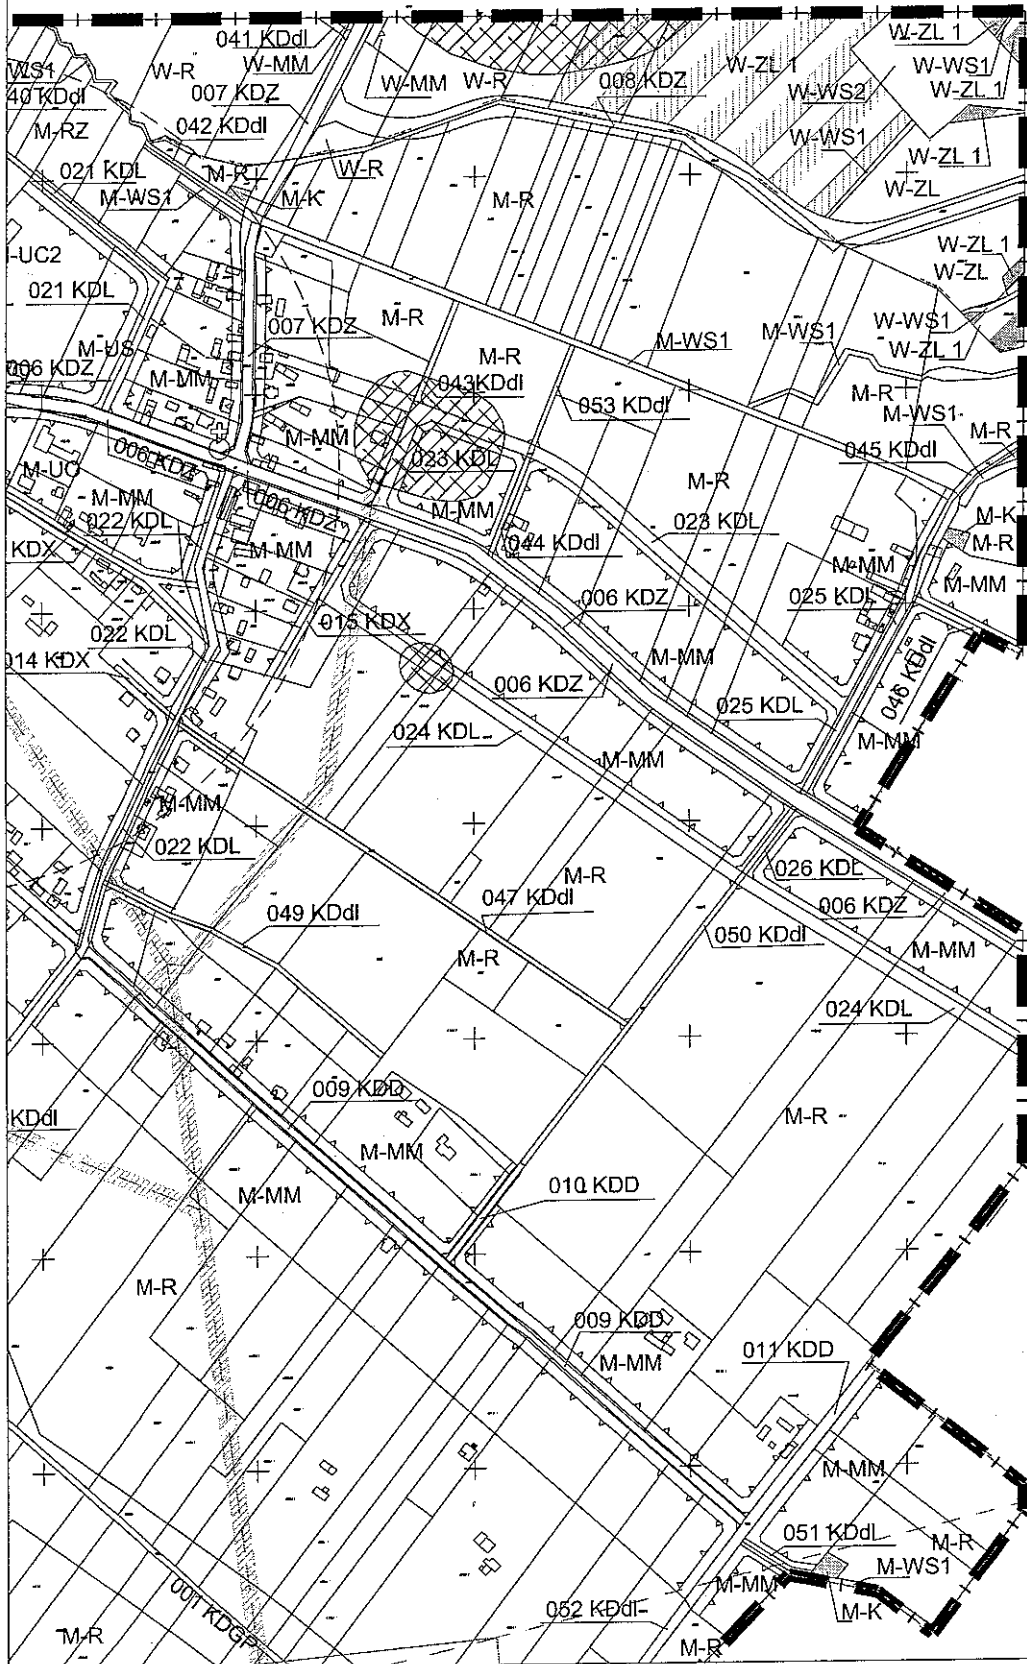 041 KDdl
W-MM
W-ZL 1
WS1
W-R
W-MM
W-R
008 KDZ
W-ZL 1
W-WS1
W-ZL 1
40 KDdl
007 KDZ
W-WS2
M-RZ
042 KDdl
W-WS1
W-ZL 1
021 KDL
M-R
W-R
W-ZL
M-WS1
M-K
M-R
-UC2
W-ZL 1
W-ZL
021 KDL
M-R
007 KDZ
W-WS1
M-WS1
M-WS1
W-ZL 1
M-US
M-R
006 KDZ
M-MM
043KDdl
M-R
053 KDdl
M-WS1
M-R
M-MM
045 KDdl
006 KDZ
023 KDL
M-UC
M-R
M-MM
006 KDZ
M-MM
023 KDL
M-K
022 KDL
M-R
KDX
M-MM
044 KDdl
M-MM
M-MM
006 KDZ
025 KDL
015 KDX
022 KDL
014 KDX
M-MM
046 KDdl
006 KDZ
025 KDL
024 KDL
M-MM
M-MM
M-MM
022 KDL
026 KDL
M-R
047 KDdl
006 KDZ
049 KDdl
050 KDdl
M-MM
M-R
024 KDL
009 KDD
KDdl
M-R
M-MM
M-MM
010 KDD
M-R
009 KDD
M-MM
011 KDD
M-MM
051 KDdL
M-R
M-WS1
M-MM
001 KDGP
052 KDdl
M-K
M-R
M-R